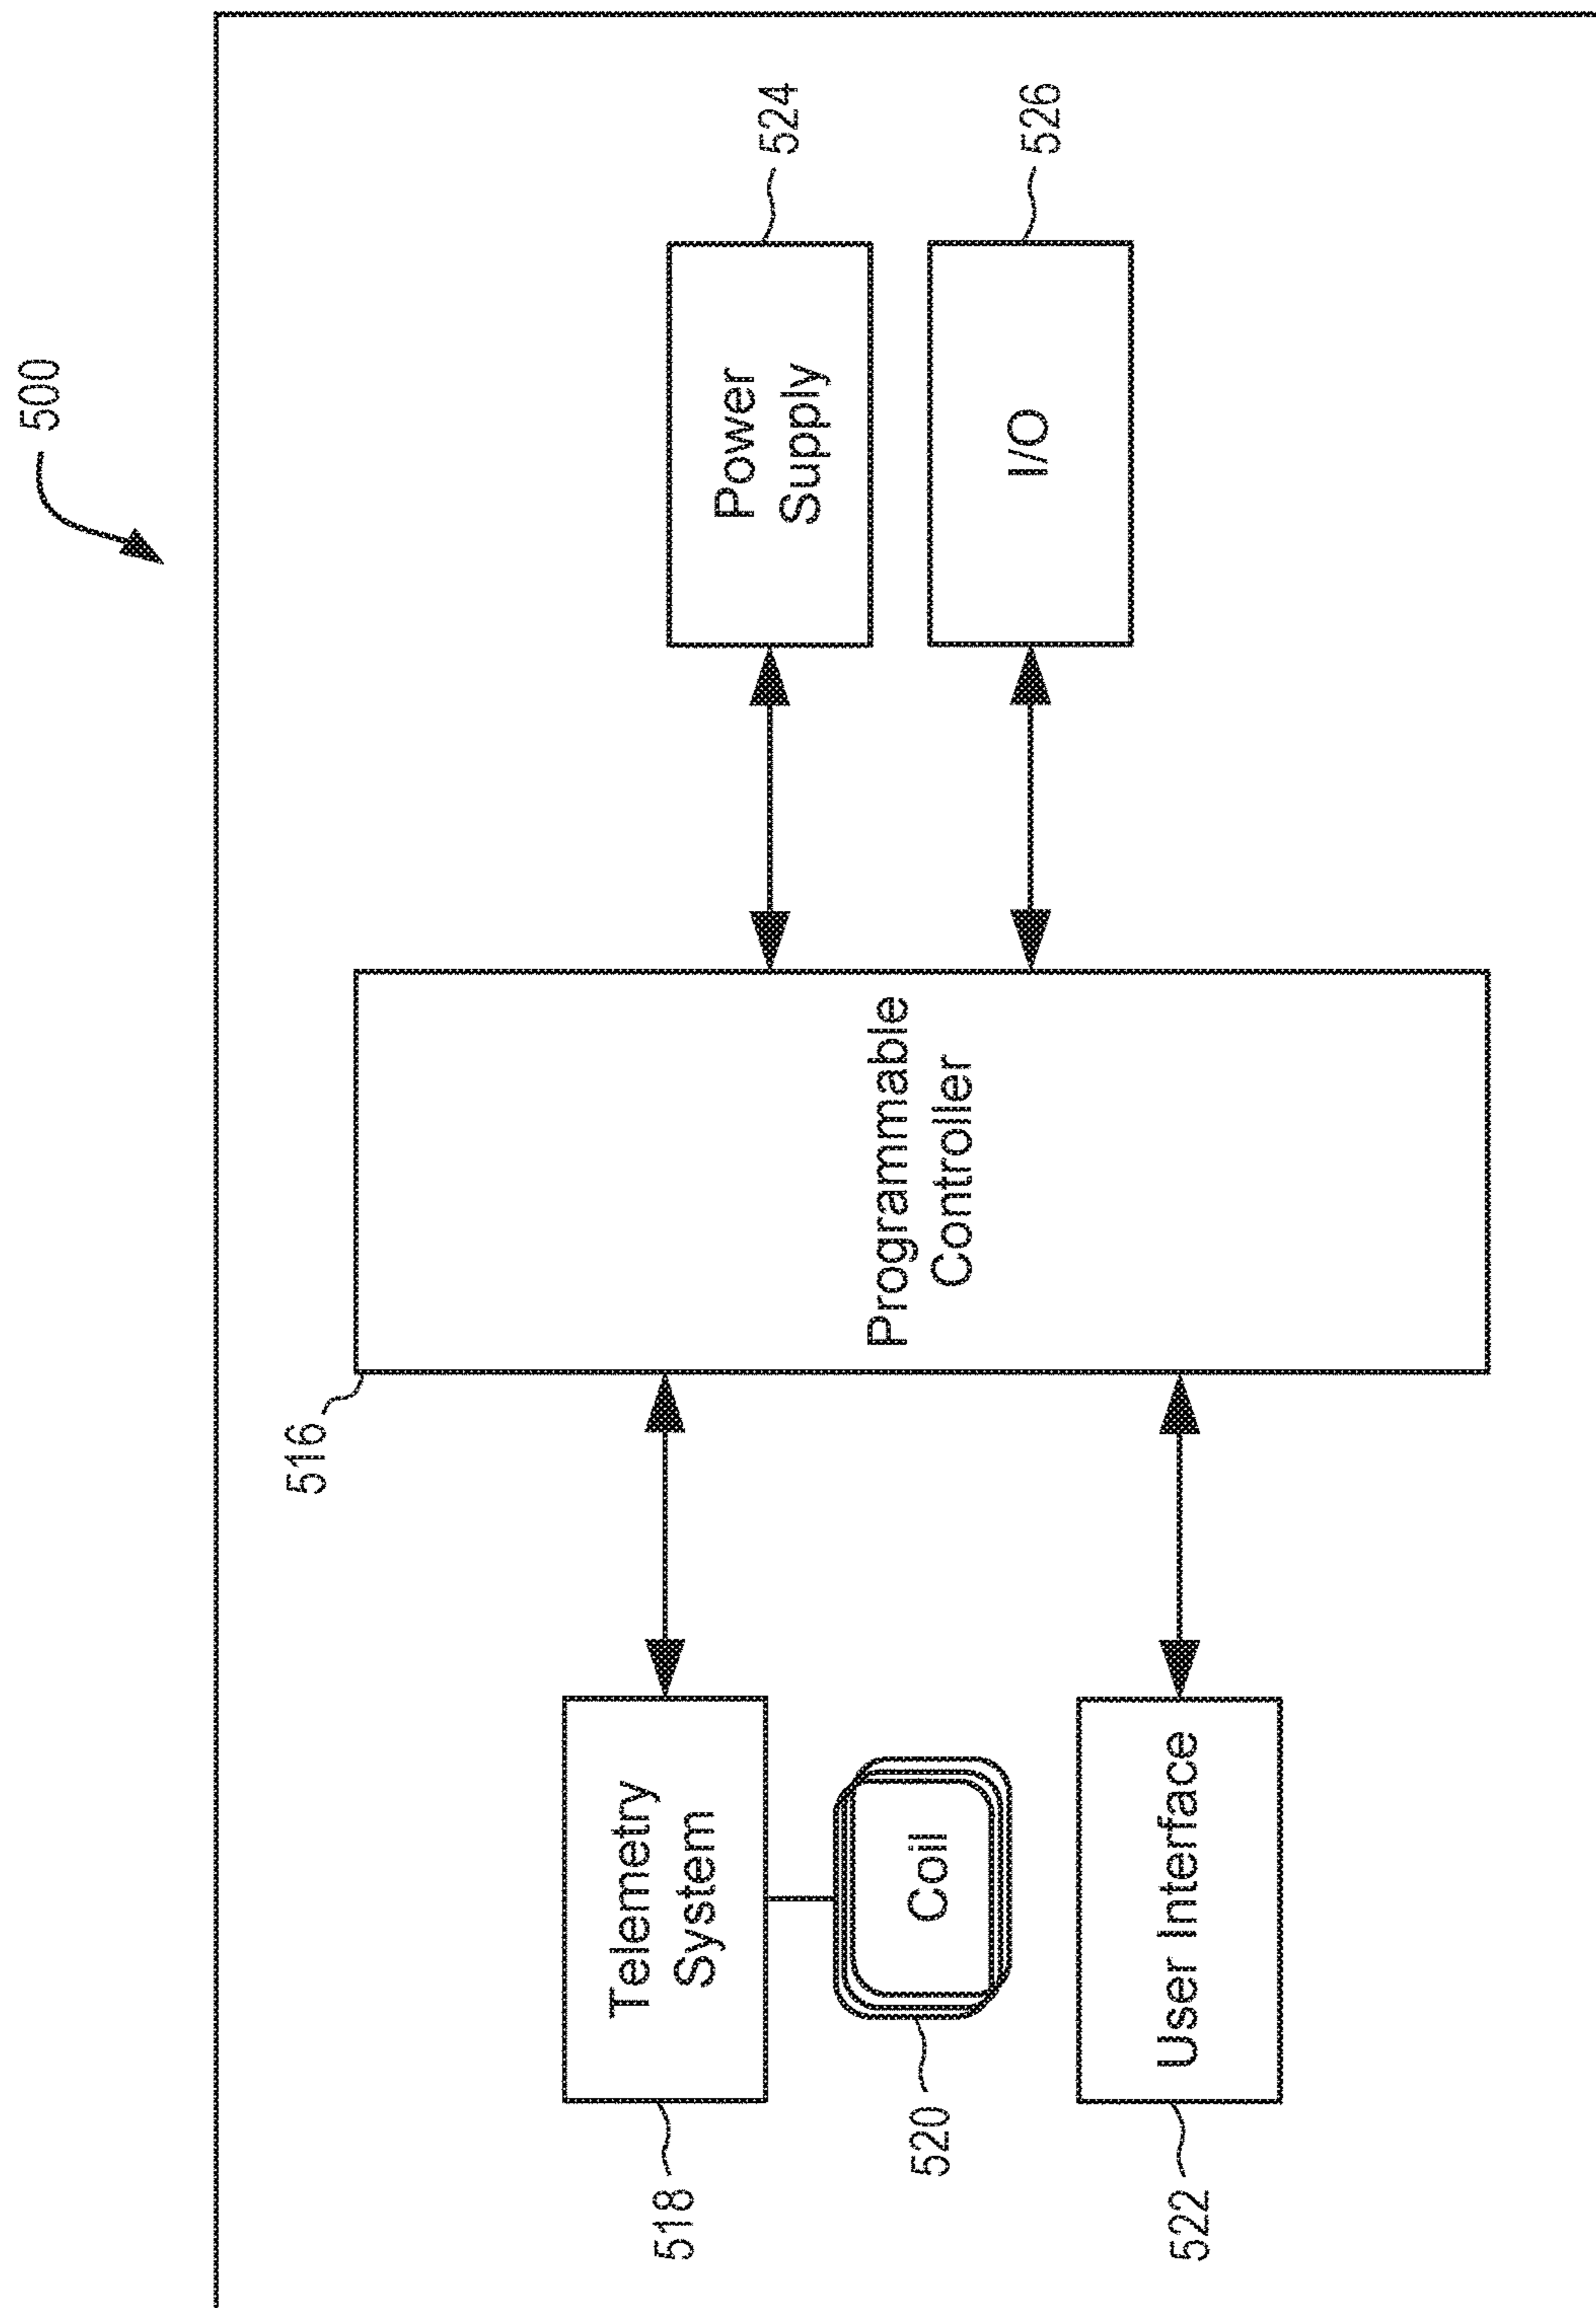 500
516
518
Telemetry
System
520
Coil
522
User Interface
Programmable
Controller
524
Power
Supply
526
I/O